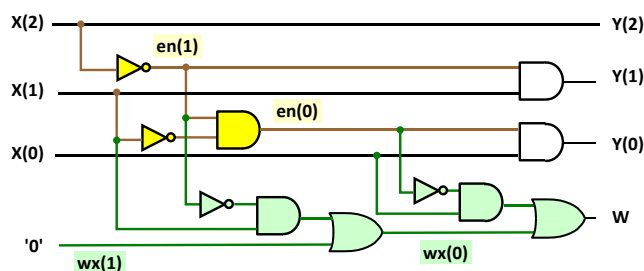 X(2)
Y(2)
en(1)
Y(1)
X(1)
en(0)
Y(0)
X(0)
W
'0'
wx(1)
wx(0)